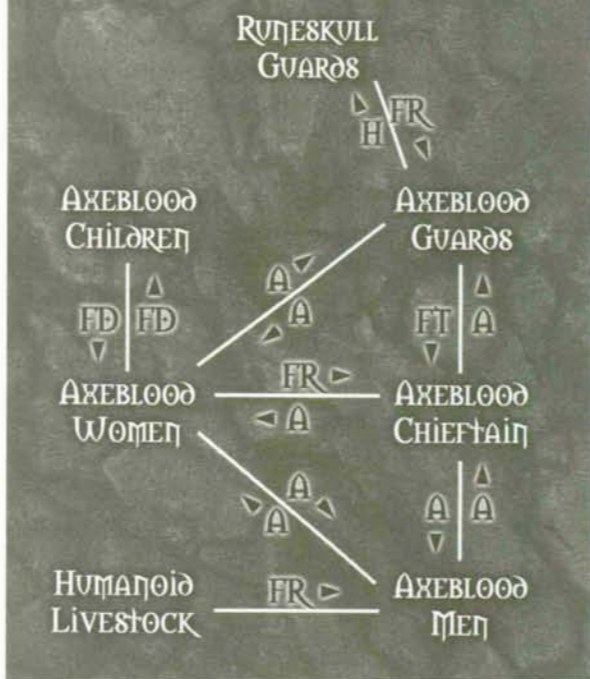 Runeskull
Guards
H FR
Axeblood
Children
Axeblood
Guards
A
A
FD FD
FT A
FR
Axeblood
Women
Axeblood
Chieftain
A
A
A
A A
Humanoid
Livestock
FR
Axeblood
Men